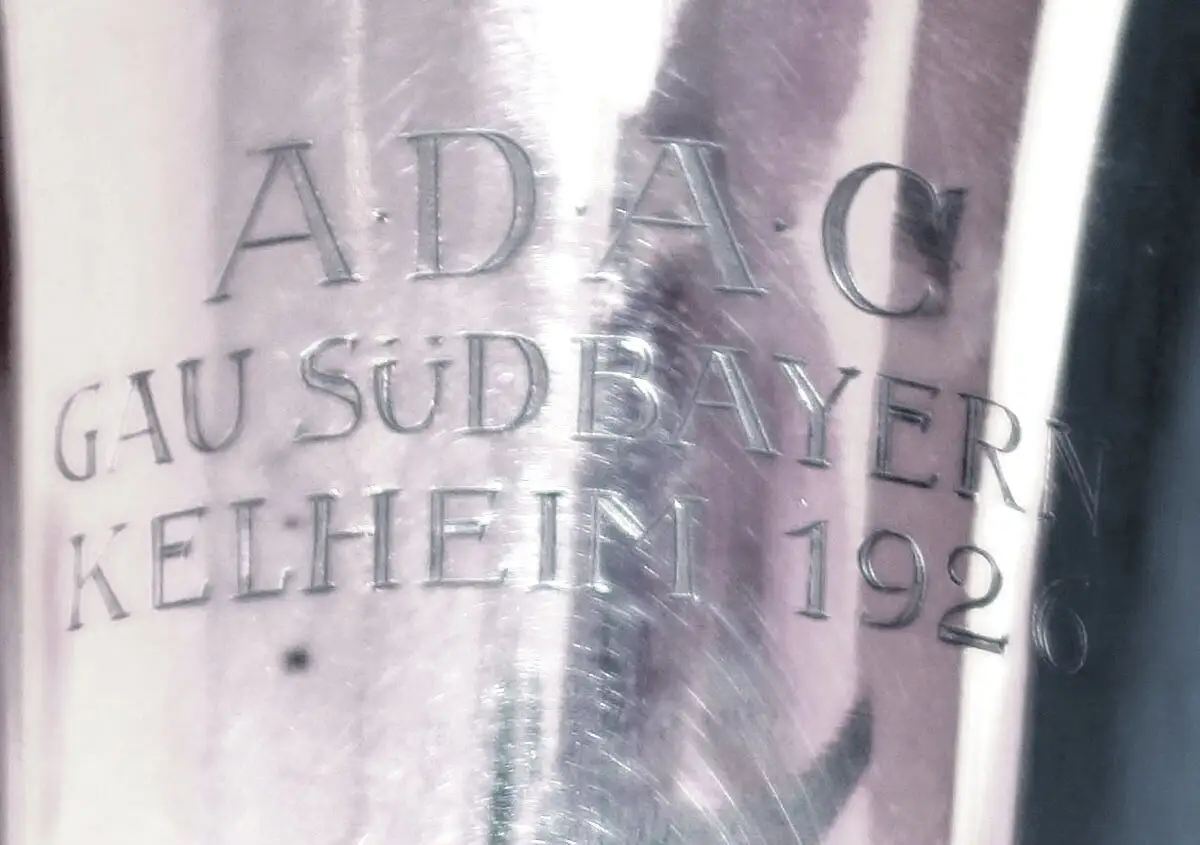 A·D·A·C
GAU SÜDBAYERN
KELHEIM 1926